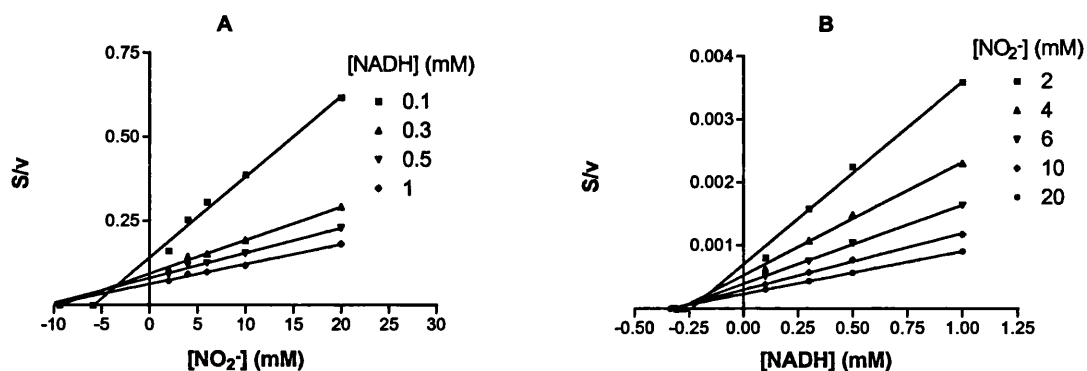 A
S/v
0.75
0.50
0.25
-10 -5 0 5 10 15 20 25 30
[NO₂⁻] (mM)
[NADH] (mM)
0.1
0.3
0.5
1
B
S/v
0.004
0.003
0.002
0.001
-0.50 -0.25 0.00 0.25 0.50 0.75 1.00 1.25
[NADH] (mM)
[NO₂⁻] (mM)
2
4
6
10
20